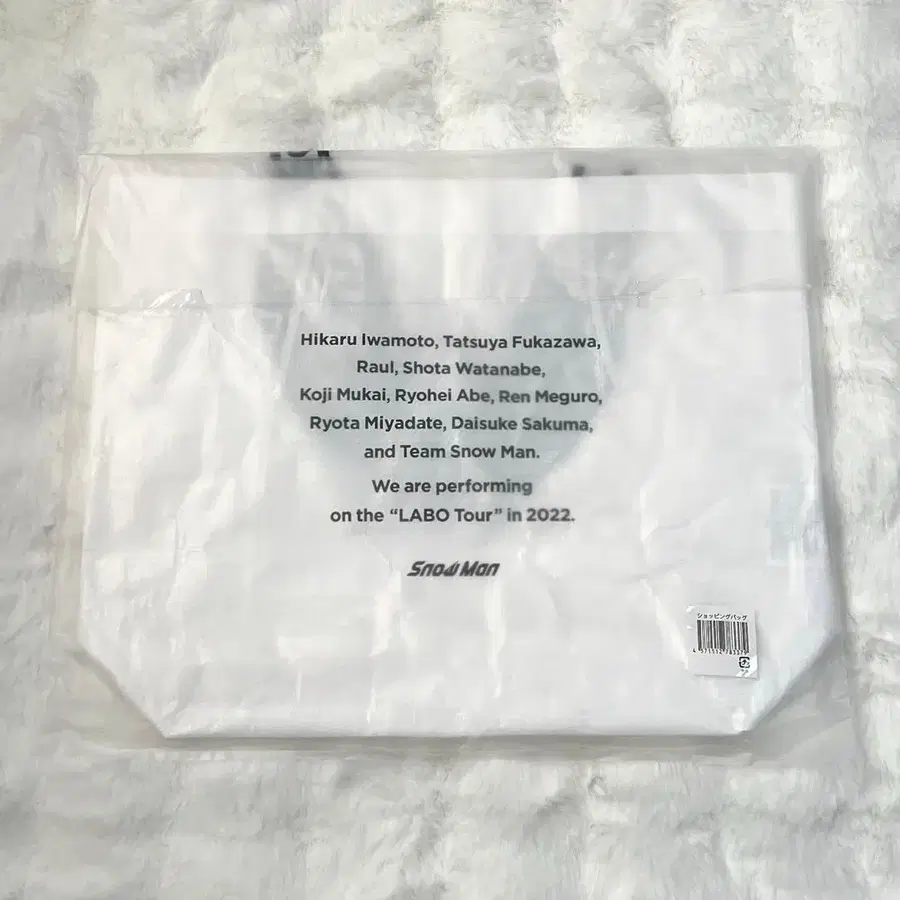 Hikaru Iwamoto, Tatsuya Fukazawa,
Raul, Shota Watanabe,
Koji Mukai, Ryohei Abe, Ren Meguro,
Ryota Miyadate, Daisuke Sakuma,
and Team Snow Man.
We are performing
on the “LABO Tour” in 2022.
Snow Man
ショッピングバッグ